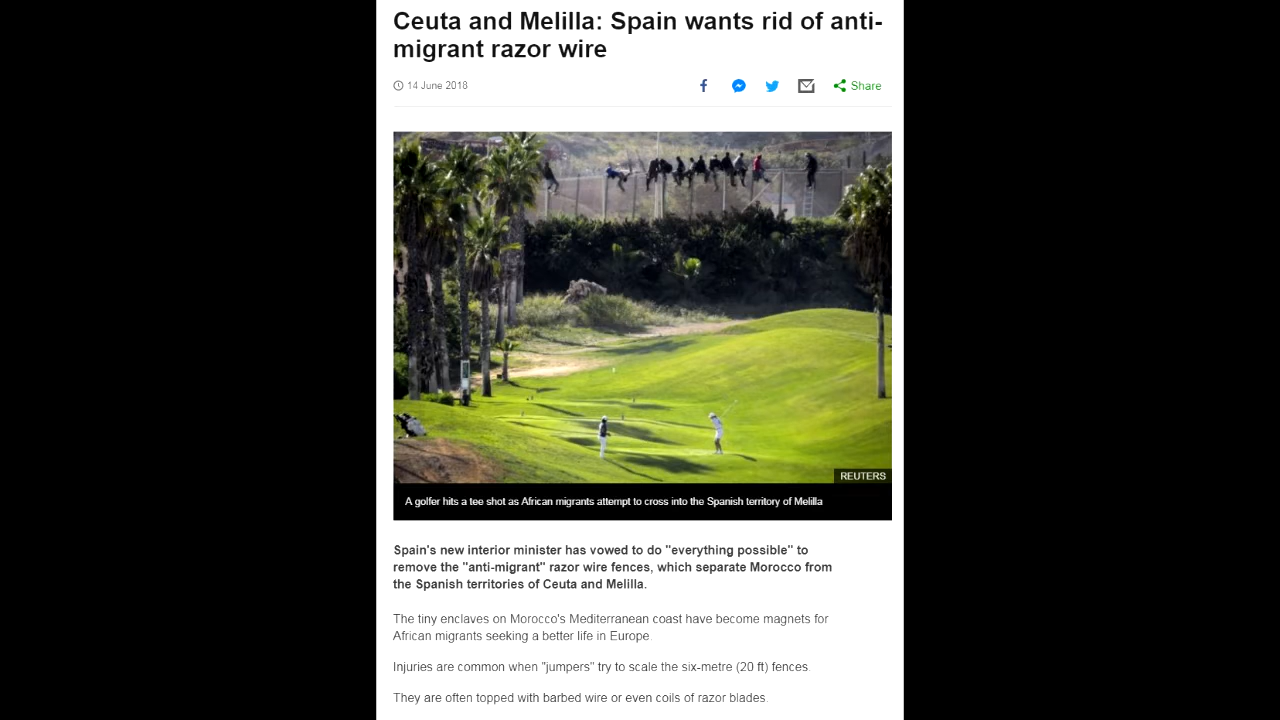 Ceuta and Melilla: Spain wants rid of anti-
migrant razor wire
14 June 2018
Share
REUTERS
A golfer hits a tee shot as African migrants attempt to cross into the Spanish territory of Melilla
Spain's new interior minister has vowed to do "everything possible" to
remove the "anti-migrant" razor wire fences, which separate Morocco from
the Spanish territories of Ceuta and Melilla.
The tiny enclaves on Morocco's Mediterranean coast have become magnets for
African migrants seeking a better life in Europe.
Injuries are common when "jumpers" try to scale the six-metre (20 ft) fences.
They are often topped with barbed wire or even coils of razor blades.